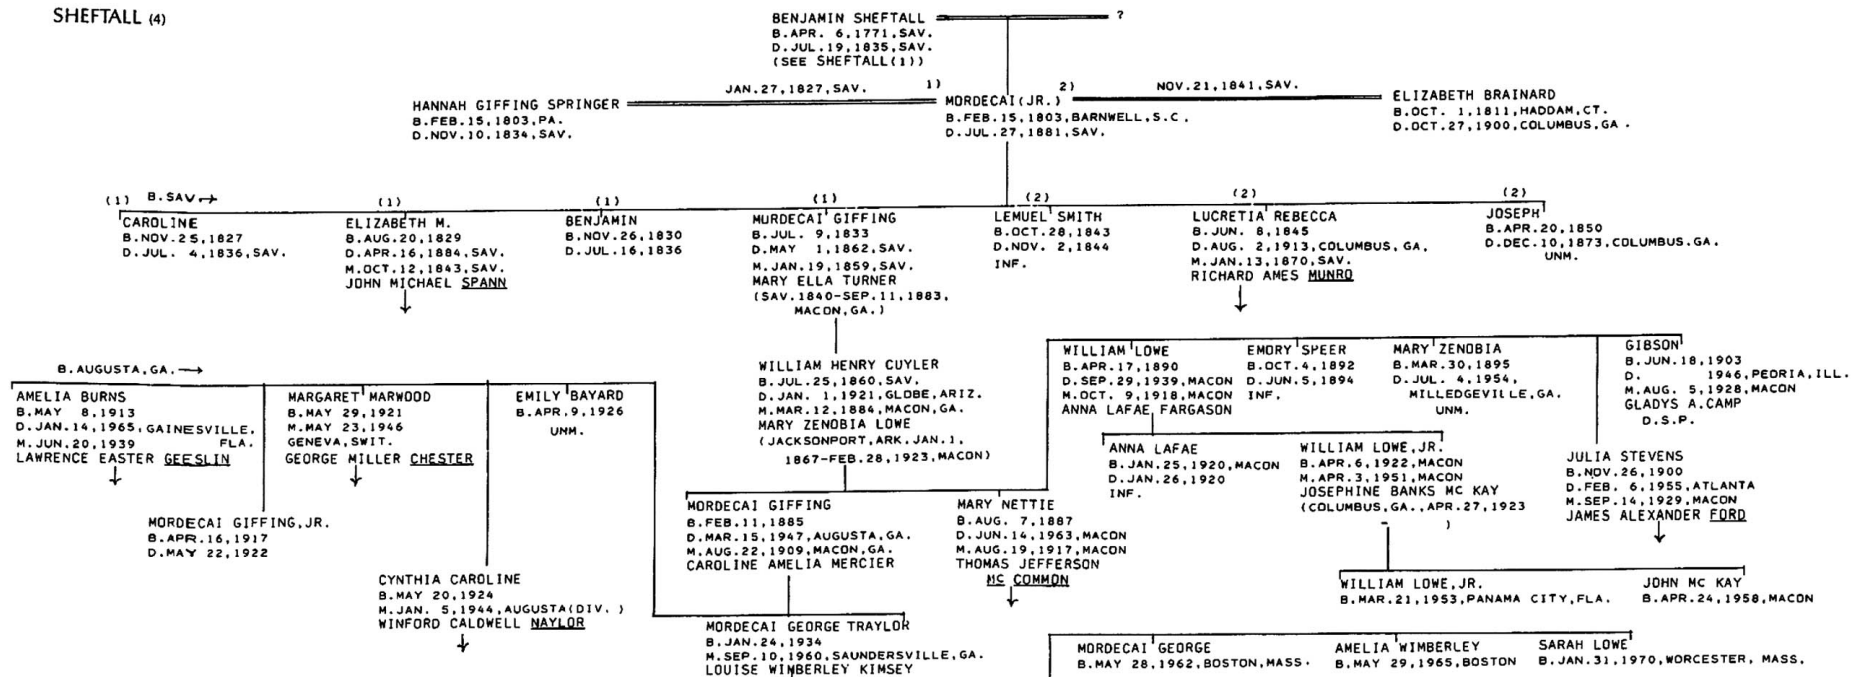 SHEFTALL (4)
BENJAMIN SHEFTALL ?
B.APR. 6,1771,SAV.
D.JUL.19,1835,SAV.
(SEE SHEFTALL(1))
JAN.27,1827,SAV. 1) 2) NOV.21,1841,SAV.
HANNAH GIFFING SPRINGER
B.FEB.15,1803,PA.
D.NOV.10,1834,SAV.
MORDECAI(JR.)
B.FEB.15,1803,BARNWELL,S.C.
D.JUL.27,1881,SAV.
ELIZABETH BRAINARD
B.OCT. 1,1811,HADDAM,CT.
D.OCT.27,1900,COLUMBUS,GA.
(1) B.SAV→ (1) (1) (1) (2) (2) (2)
CAROLINE
B.NOV.25,1827
D.JUL. 4,1836,SAV.
ELIZABETH M.
B.AUG.20,1829
D.APR.16,1884,SAV.
M.OCT.12,1843,SAV.
JOHN MICHAEL SPANN
BENJAMIN
B.NOV.26,1830
D.JUL.16,1836
MURDECAI GIFFING
B.JUL. 9,1833
D.MAY 1,1862,SAV.
M.JAN.19,1859,SAV.
MARY ELLA TURNER
(SAV.1840-SEP.11,1883,
MACON,GA.)
LEMUEL SMITH
B.OCT.28,1843
D.NOV. 2,1844
INF.
LUCRETIA REBECCA
B.JUN. 8,1845
D.AUG. 2,1913,COLUMBUS,GA.
M.JAN.13,1870,SAV.
RICHARD AMES MUNRO
JOSEPH
B.APR.20,1850
D.DEC.10,1873,COLUMBUS.GA.
UNM.
WILLIAM HENRY CUYLER
B.JUL.25,1860,SAV.
D.JAN. 1,1921,GLOBE,ARIZ.
M.MAR.12,1884,MACON,GA.
MARY ZENOBIA LOWE
(JACKSONPORT,ARK.JAN.1,
1867-FEB.28,1923,MACON)
WILLIAM LOWE
B.APR.17,1890
D.SEP.29,1939,MACON
M.OCT. 9,1918,MACON
ANNA LAFAE FARGASON
EMORY SPEER
B.OCT.4,1892
D.JUN.5,1894
INF.
MARY ZENOBIA
B.MAR.30,1895
D.JUL. 4,1954,
MILLEDGEVILLE,GA.
UNM.
GIBSON
B.JUN.18,1903
D. 1946,PEORIA,ILL.
M.AUG. 5,1928,MACON
GLADYS A.CAMP
D.S.P.
B.AUGUSTA,GA.→
AMELIA BURNS
B.MAY 8,1913
D.JAN.14,1965,GAINESVILLE,
M.JUN.20,1939 FLA.
LAWRENCE EASTER GEESLIN
MARGARET MARWOOD
B.MAY 29,1921
M.MAY 23,1946
GENEVA,SWIT.
GEORGE MILLER CHESTER
EMILY BAYARD
B.APR.9,1926
UNM.
ANNA LAFAE
B.JAN.25,1920,MACON
D.JAN.26,1920
INF.
WILLIAM LOWE,JR.
B.APR.6,1922,MACON
M.APR.3,1951,MACON
JOSEPHINE BANKS MC KAY
(COLUMBUS,GA.,APR.27,1923
- )
JULIA STEVENS
B.NOV.26,1900
D.FEB. 6,1955,ATLANTA
M.SEP.14,1929,MACON
JAMES ALEXANDER FORD
MORDECAI GIFFING,JR.
B.APR.16,1917
D.MAY 22,1922
MORDECAI GIFFING
B.FEB.11,1885
D.MAR.15,1947,AUGUSTA,GA.
M.AUG.22,1909,MACON,GA.
CAROLINE AMELIA MERCIER
MARY NETTIE
B.AUG. 7,1887
D.JUN.14,1963,MACON
M.AUG.19,1917,MACON
THOMAS JEFFERSON
MC COMMON
CYNTHIA CAROLINE
B.MAY 20,1924
M.JAN. 5,1944,AUGUSTA(DIV. )
WINFORD CALDWELL NAYLOR
WILLIAM LOWE,JR.
B.MAR.21,1953,PANAMA CITY,FLA.
JOHN MC KAY
B.APR.24,1958,MACON
MORDECAI GEORGE TRAYLOR
B.JAN.24,1934
M.SEP.10,1960,SAUNDERSVILLE,GA.
LOUISE WIMBERLEY KIMSEY
MORDECAI GEORGE
B.MAY 28,1962,BOSTON,MASS.
AMELIA WIMBERLEY
B.MAY 29,1965,BOSTON
SARAH LOWE
B.JAN.31,1970,WORCESTER, MASS.